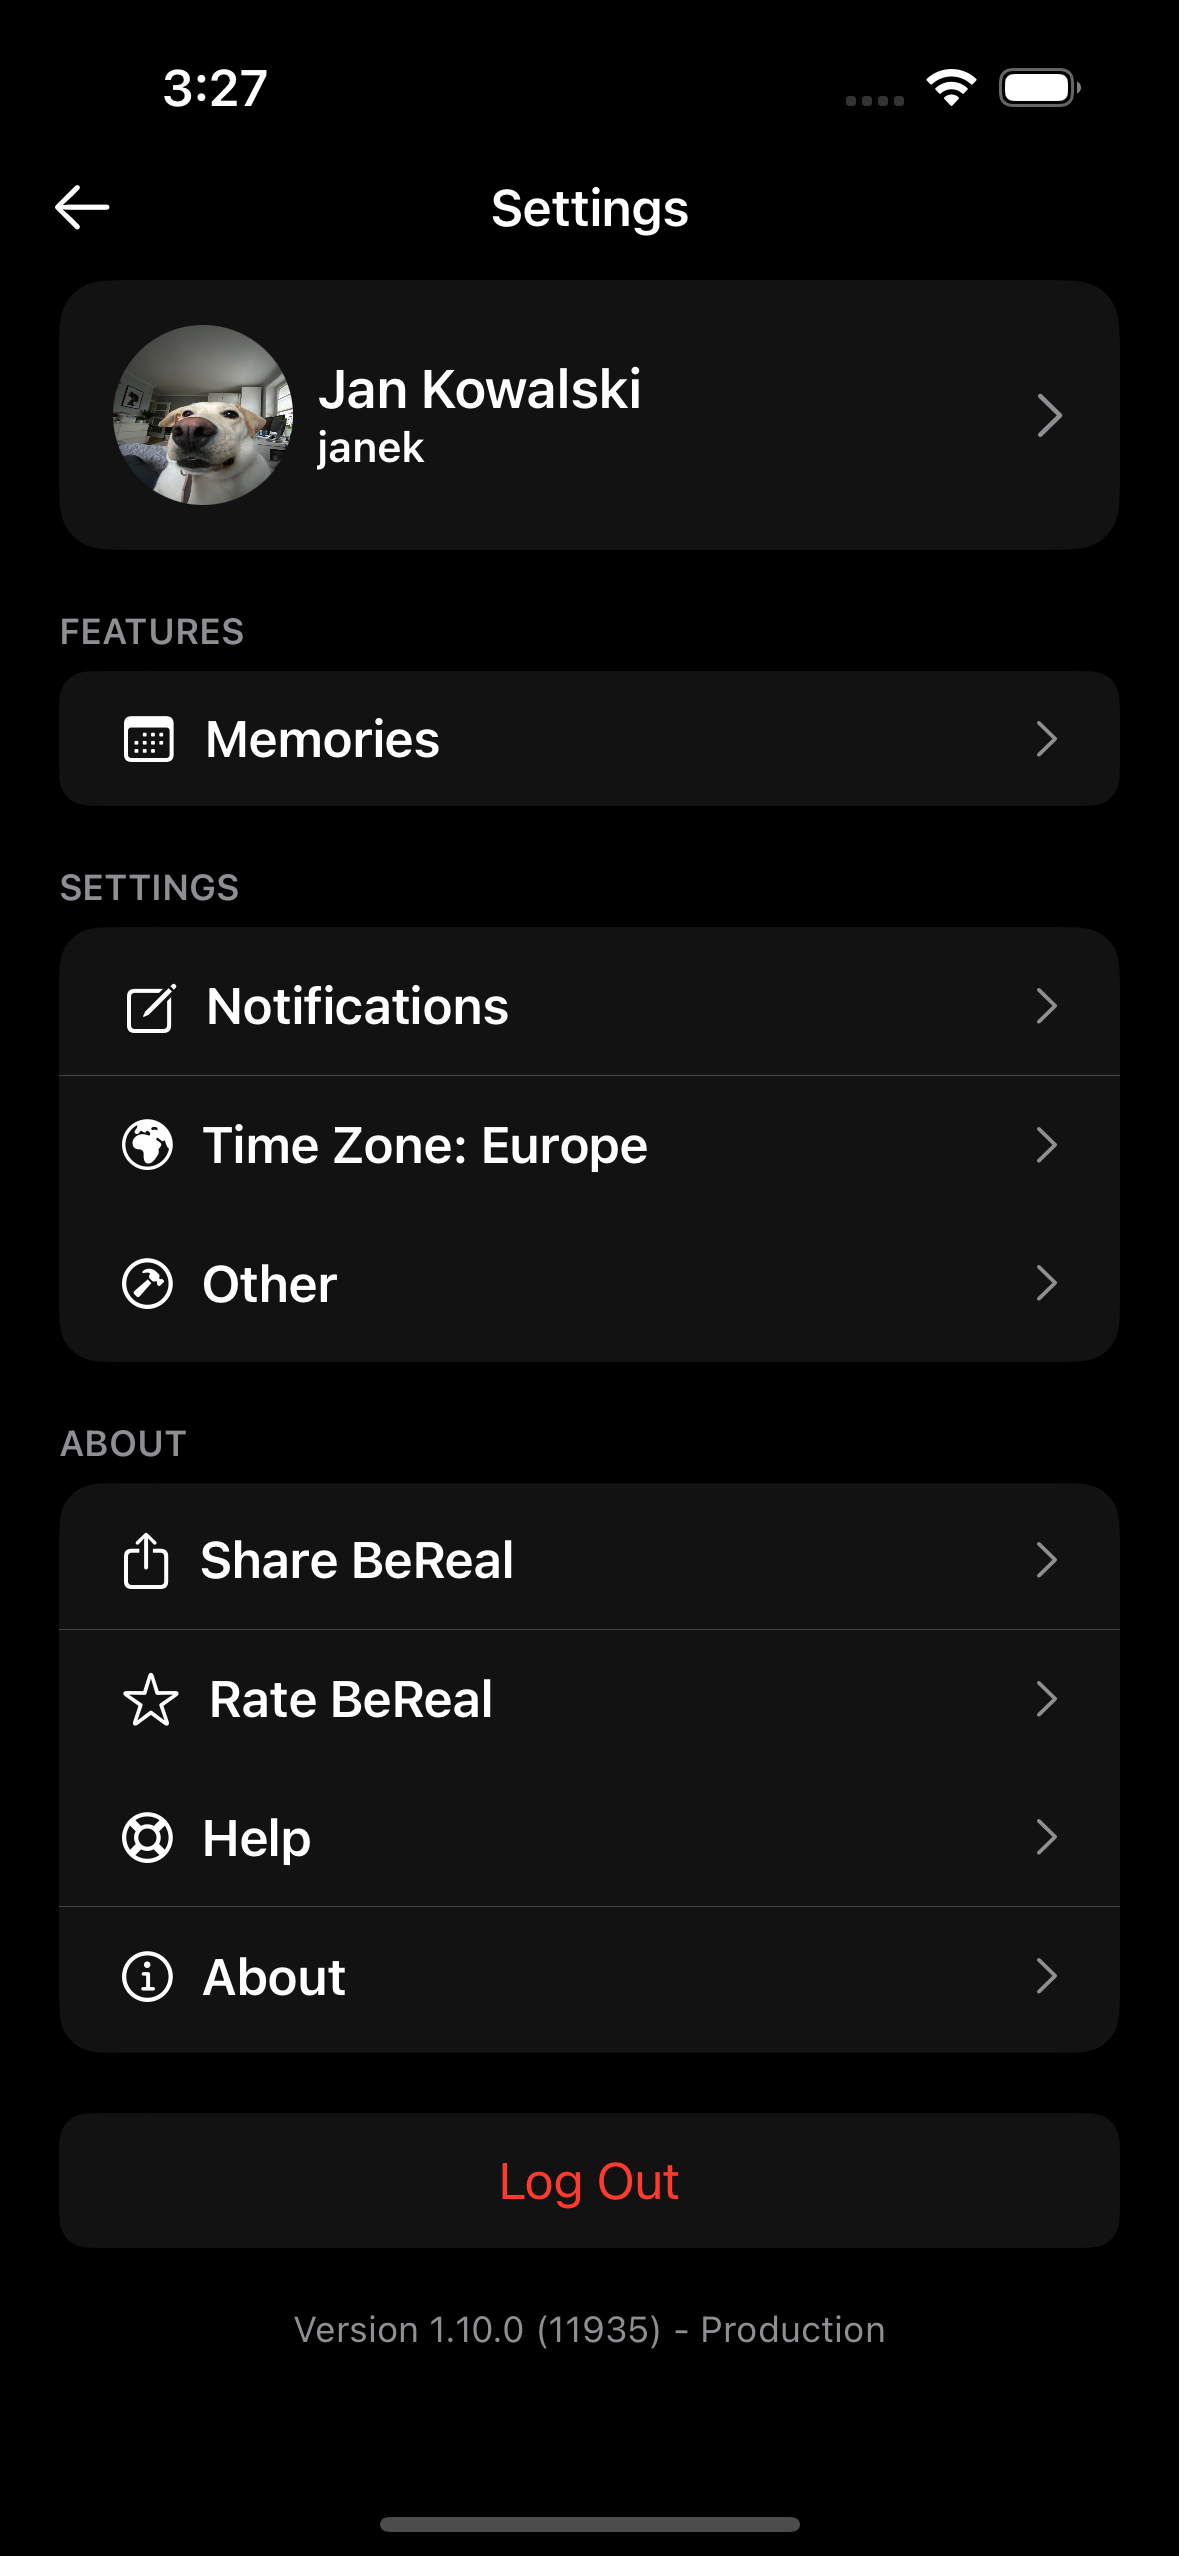 3:27
Settings
Jan Kowalski
janek
FEATURES
Memories
SETTINGS
Notifications
Time Zone: Europe
Other
ABOUT
Share BeReal
Rate BeReal
Help
About
Log Out
Version 1.10.0 (11935) - Production